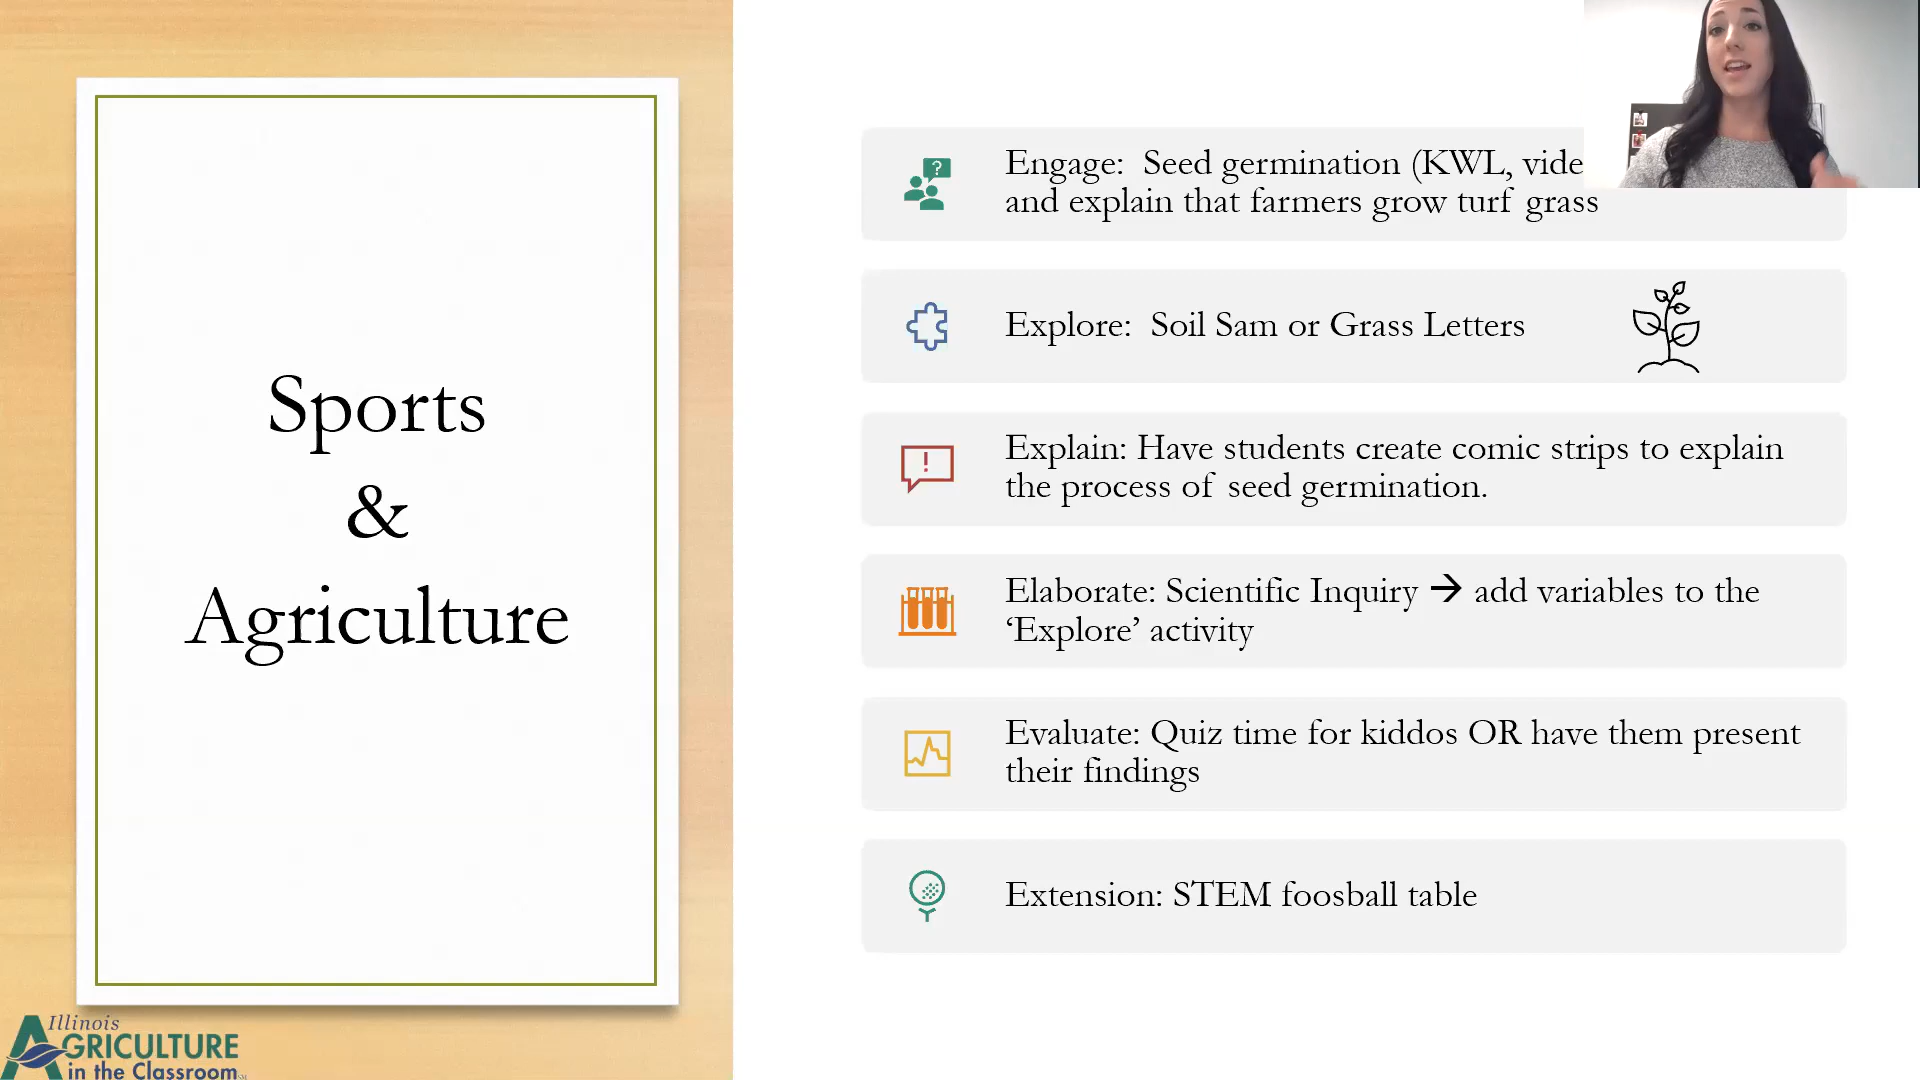 Sports
&
Agriculture
Engage: Seed germination (KWL,
and explain that farmers grow turf grass
Explore: Soil Sam or Grass Letters
Explain: Have students create comic strips to explain
the process of seed germination.
Elaborate: Scientific Inquiry → add variables to the
‘Explore’ activity
Evaluate: Quiz time for kiddos OR have them present
their findings
Extension: STEM foosball table
Illinois
AGRICULTURE
in the Classroom